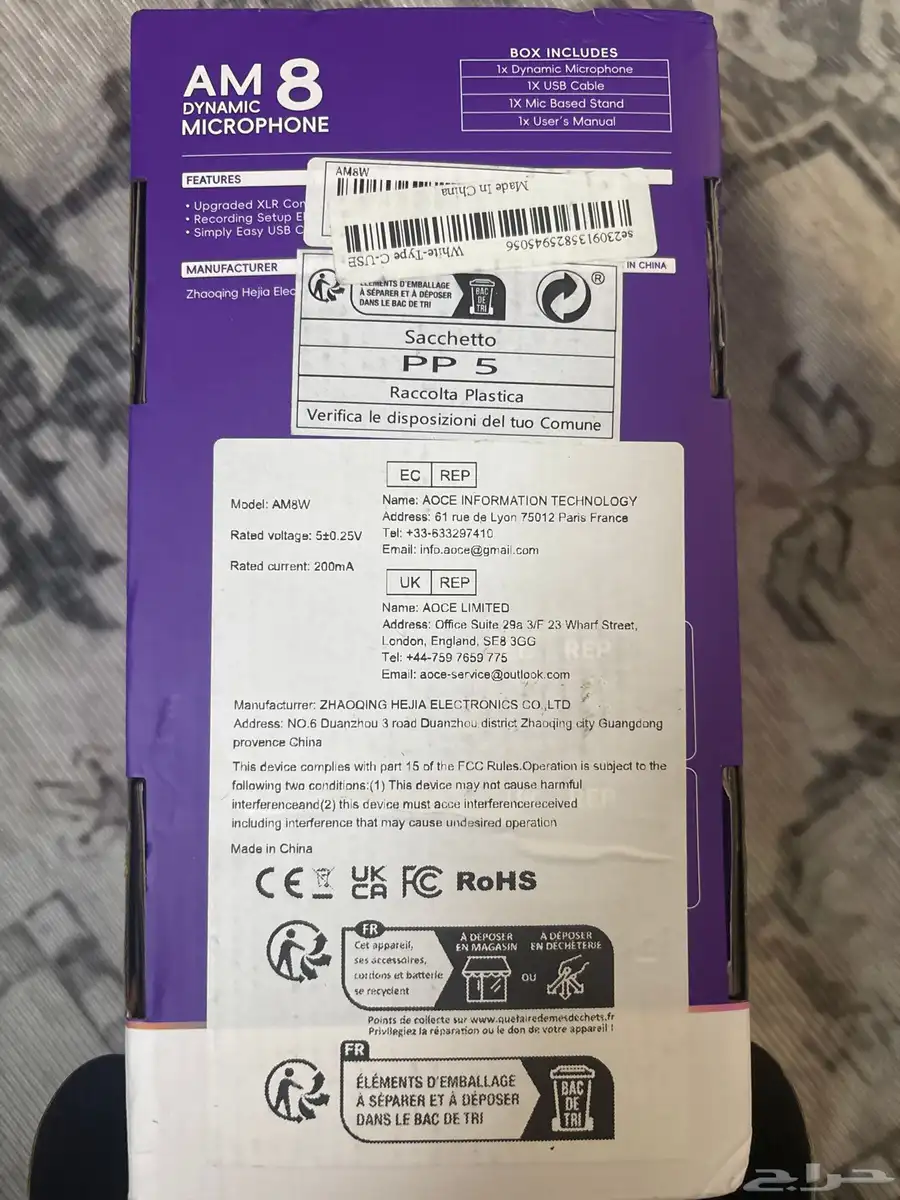 AM 8
DYNAMIC
MICROPHONE
BOX INCLUDES
1x Dynamic Microphone
1X USB Cable
1X Mic Based Stand
1x User's Manual
FEATURES
• Upgraded XLR Con
• Recording Setup E
• Simply Easy USB C
MANUFACTURER
IN CHINA
Zhaoqing Hejia Elec
AM8W
Made In China
se2309135825945056
White-Type C-USB
ÉLÉMENTS D'EMBALLAGE
À SÉPARER ET À DÉPOSER
DANS LE BAC DE TRI
BAC
DE
TRI
®
Sacchetto
PP 5
Raccolta Plastica
Verifica le disposizioni del tuo Comune
EC REP
Model: AM8W
Rated voltage: 5±0.25V
Rated current: 200mA
Name: AOCE INFORMATION TECHNOLOGY
Address: 61 rue de Lyon 75012 Paris France
Tel: +33-633297410
Email: info.aoce@gmail.com
UK REP
Name: AOCE LIMITED
Address: Office Suite 29a 3/F 23 Wharf Street,
London, England, SE8 3GG
Tel: +44-759 7659 775
Email: aoce-service@outlook.com
REP
Manufacturrer: ZHAOQING HEJIA ELECTRONICS CO.,LTD
Address: NO.6 Duanzhou 3 road Duanzhou district Zhaoqing city Guangdong
provence China
This device complies with part 15 of the FCC Rules.Operation is subject to the
following two conditions:(1) This device may not cause harmful
interferenceand(2) this device must acce interferencereceived
including interference that may cause undesired operation
REP
Made in China
CE UK CA FC RoHS
FR
Cet appareil,
ses accessoires,
cordons et batterie
se recyclent
À DÉPOSER
EN MAGASIN
OU
À DÉPOSER
EN DÉCHÈTERIE
Points de collecte sur www.quefairedemesdechets.fr
Privilégiez la réparation ou le don de votre appareil !
FR
ÉLÉMENTS D'EMBALLAGE
À SÉPARER ET À DÉPOSER
DANS LE BAC DE TRI
BAC
DE
TRI
حراج